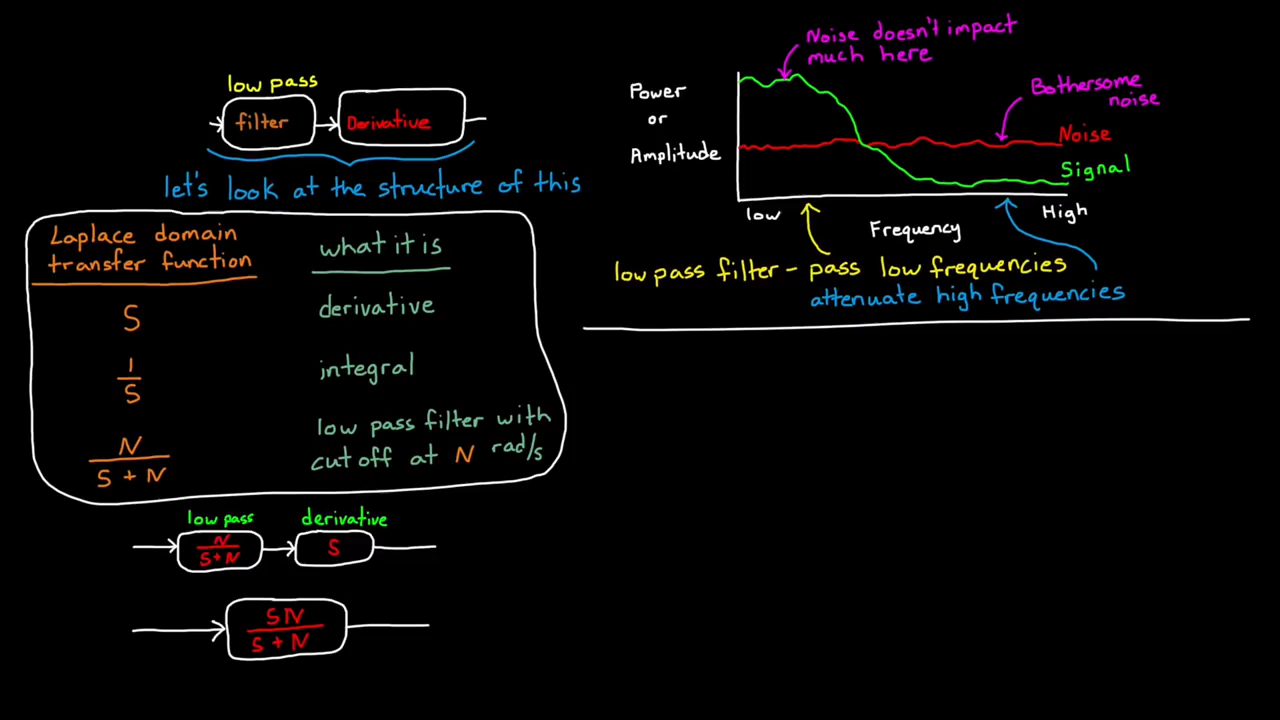 low pass
filter
Derivative
let's look at the structure of this
Laplace domain
transfer function
what it is
S
derivative
1
S
integral
N
S + N
low pass filter with
cut off at N rad/s
low pass
derivative
N
S+N
S
SN
S + N
Noise doesn't impact
much here
Power
or
Amplitude
Bothersome
noise
Noise
Signal
low
High
Frequency
low pass filter - pass low frequencies
attenuate high frequencies